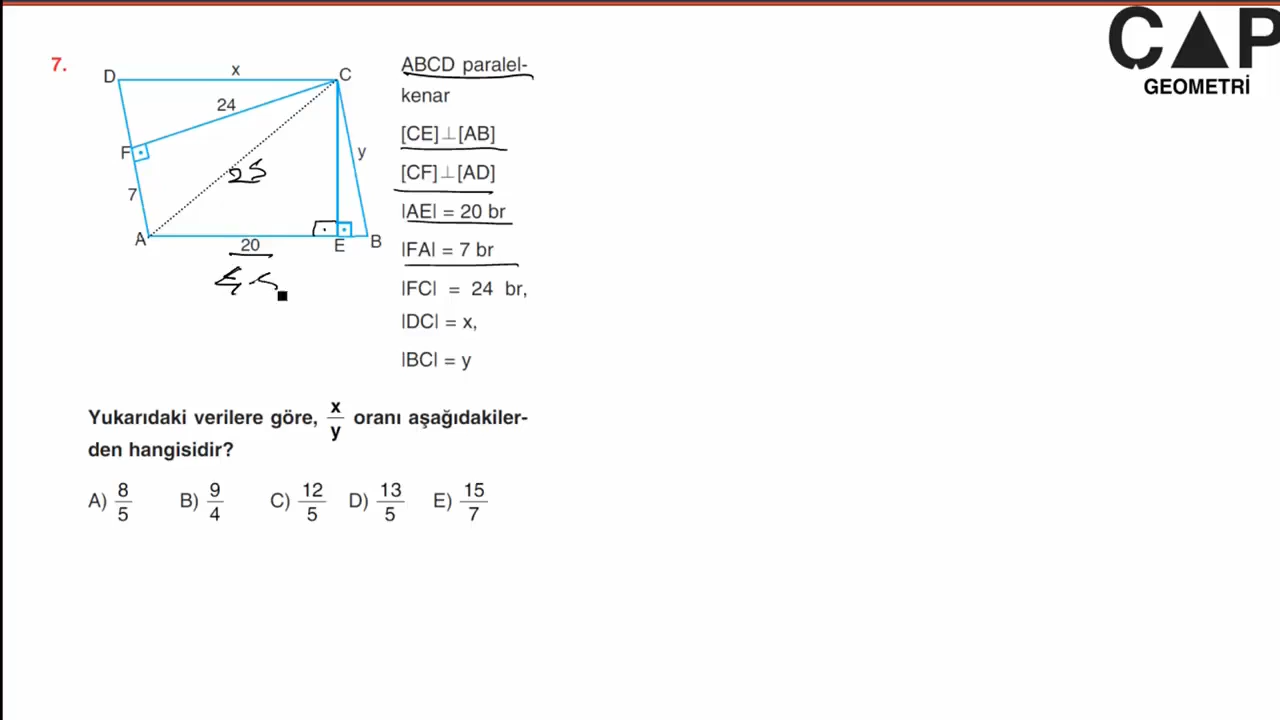 CAP
GEOMETRİ
7.
D
x
C
24
F
y
25
7
A
20
E
B
4 5
ABCD paralel-
kenar
[CE]⊥[AB]
[CF]⊥[AD]
|AE| = 20 br
|FA| = 7 br
|FC| = 24 br,
|DC| = x,
|BC| = y
Yukarıdaki verilere göre, x/y oranı aşağıdakiler-
den hangisidir?
A) 8/5 B) 9/4 C) 12/5 D) 13/5 E) 15/7